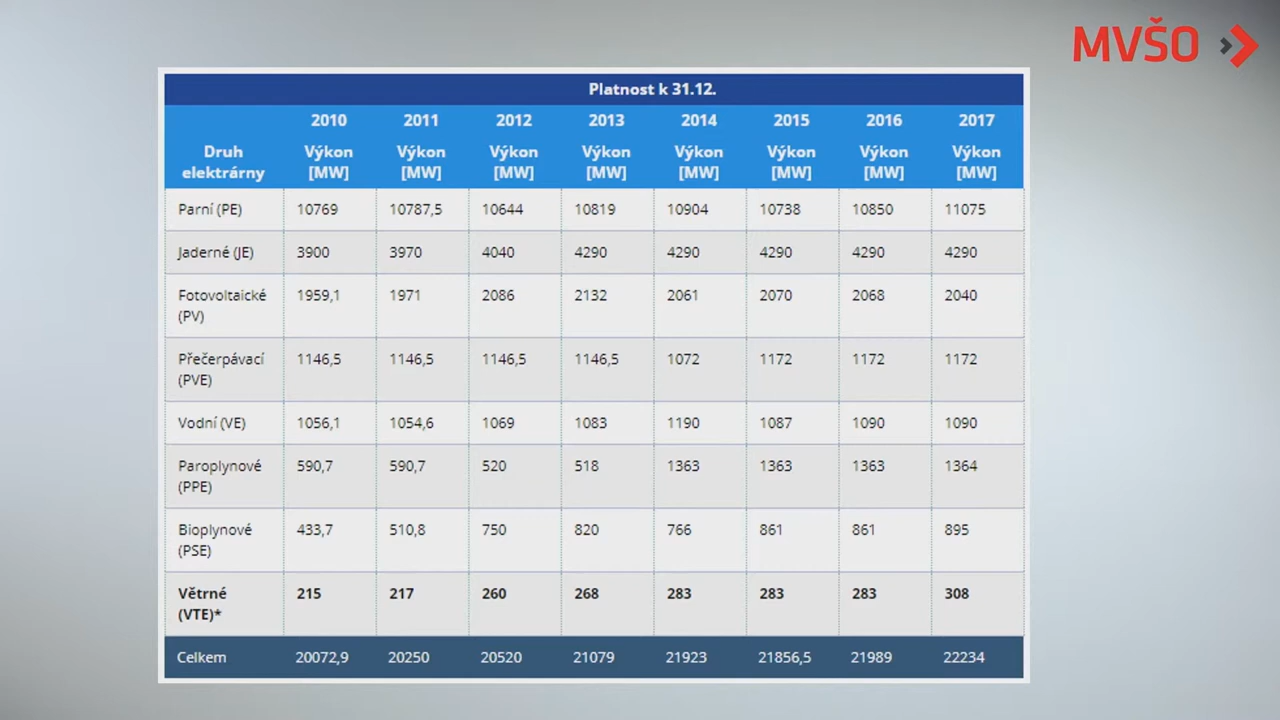 MVŠO
Platnost k 31.12.
2010 2011 2012 2013 2014 2015 2016 2017
Druh elektrárny Výkon [MW] Výkon [MW] Výkon [MW] Výkon [MW] Výkon [MW] Výkon [MW] Výkon [MW] Výkon [MW]
Parní (PE) 10769 10787,5 10644 10819 10904 10738 10850 11075
Jaderné (JE) 3900 3970 4040 4290 4290 4290 4290 4290
Fotovoltaické (PV) 1959,1 1971 2086 2132 2061 2070 2068 2040
Přečerpávací (PVE) 1146,5 1146,5 1146,5 1146,5 1072 1172 1172 1172
Vodní (VE) 1056,1 1054,6 1069 1083 1190 1087 1090 1090
Paroplynové (PPE) 590,7 590,7 520 518 1363 1363 1363 1364
Bioplynové (PSE) 433,7 510,8 750 820 766 861 861 895
Větrné (VTE)* 215 217 260 268 283 283 283 308
Celkem 20072,9 20250 20520 21079 21923 21856,5 21989 22234